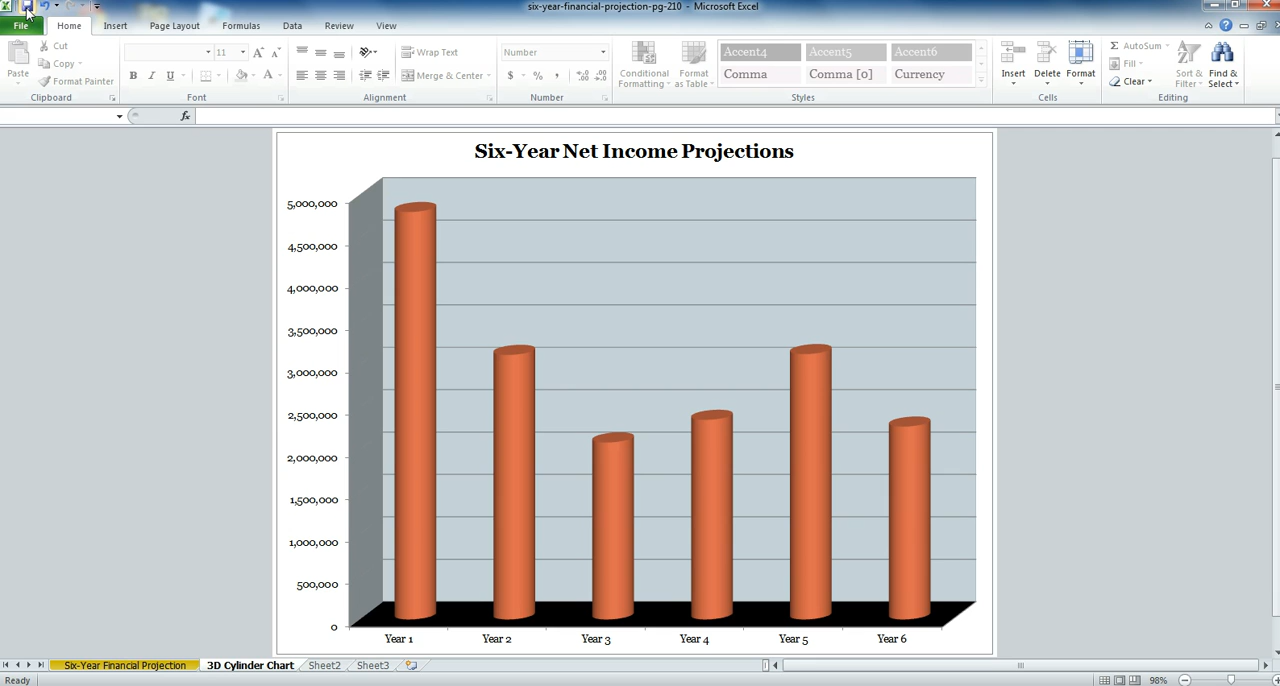 six-year-financial-projection-pg-210 - Microsoft Excel
File Home Insert Page Layout Formulas Data Review View
Paste
Cut
Copy
Format Painter
Clipboard
11 A A
B I U A
Font
Wrap Text
Merge & Center
Alignment
Number
$ % ,
Number
Conditional Formatting
Format as Table
Accent4 Accent5 Accent6
Comma Comma [0] Currency
Styles
Insert Delete Format
Cells
Σ AutoSum
Fill
Clear
Sort & Filter
Find & Select
Editing
fx
Six-Year Net Income Projections
5,000,000
4,500,000
4,000,000
3,500,000
3,000,000
2,500,000
2,000,000
1,500,000
1,000,000
500,000
0
Year 1 Year 2 Year 3 Year 4 Year 5 Year 6
Six-Year Financial Projection 3D Cylinder Chart Sheet2 Sheet3
Ready 98%